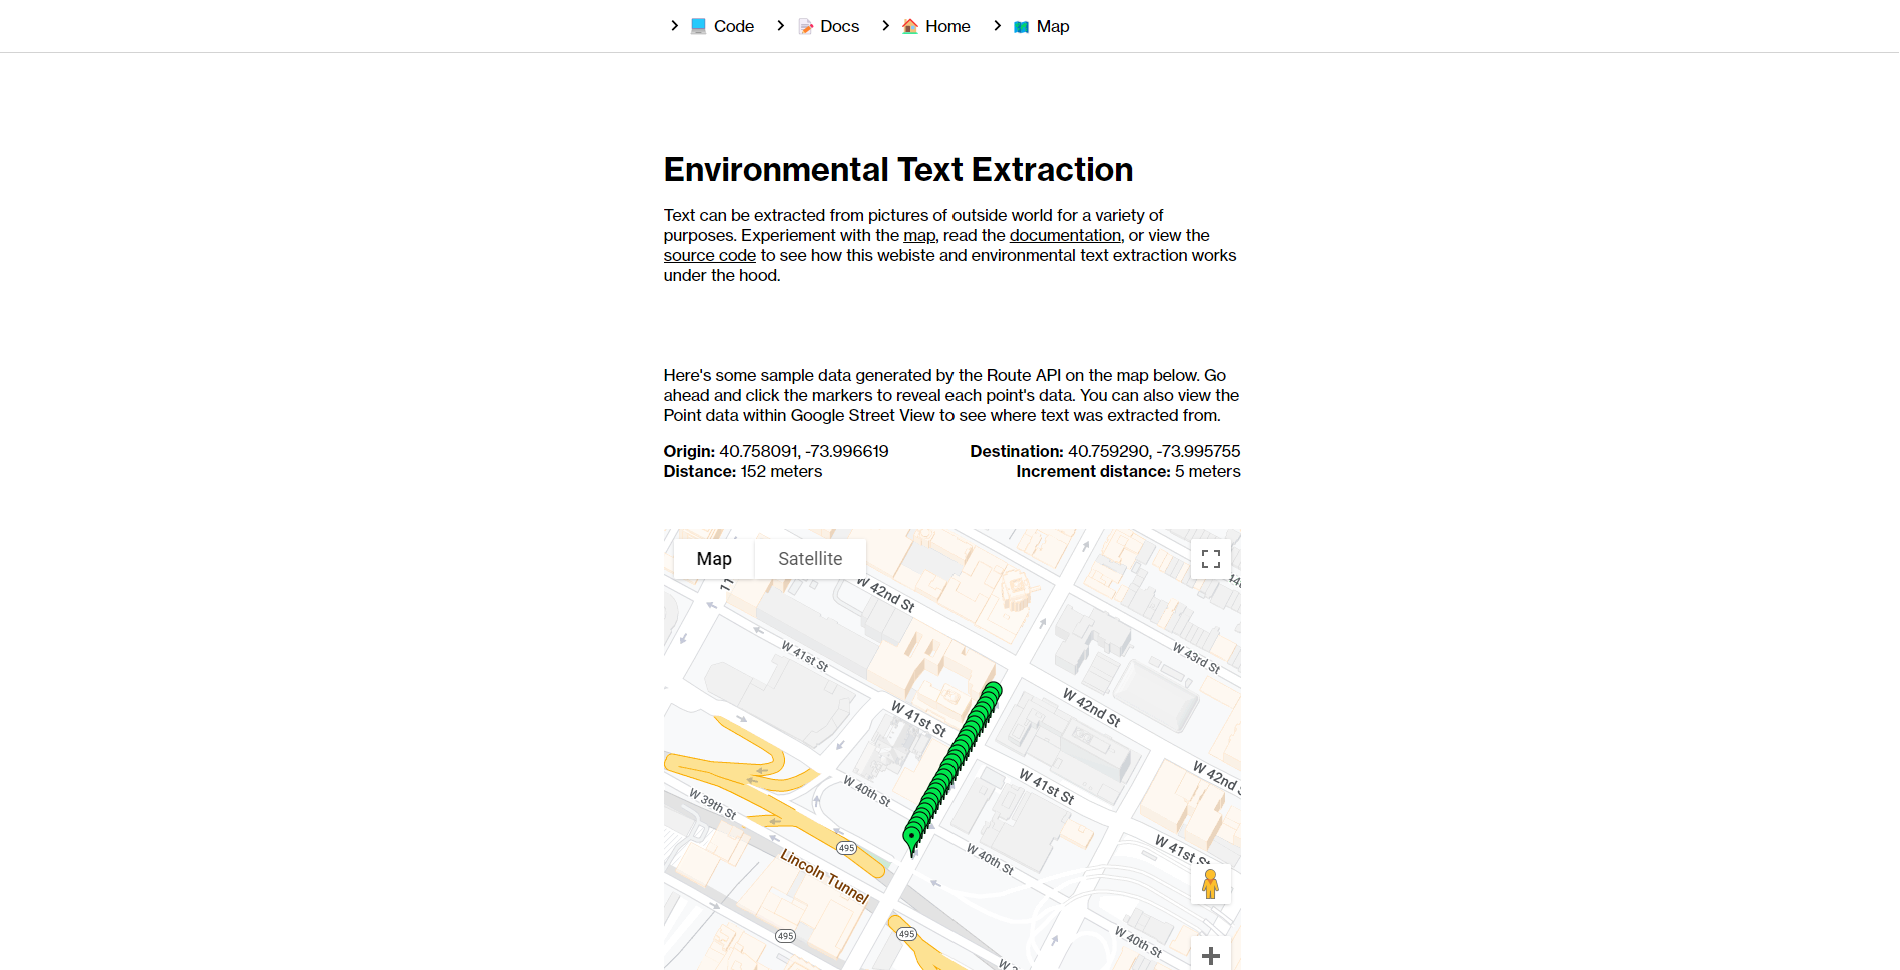 Code Docs Home Map
Environmental Text Extraction
Text can be extracted from pictures of outside world for a variety of
purposes. Experiement with the map, read the documentation, or view the
source code to see how this webiste and environmental text extraction works
under the hood.
Here's some sample data generated by the Route API on the map below. Go
ahead and click the markers to reveal each point's data. You can also view the
Point data within Google Street View to see where text was extracted from.
Origin: 40.758091, -73.996619 Destination: 40.759290, -73.995755
Distance: 152 meters Increment distance: 5 meters
Map Satellite
W 42nd St
W 41st St
W 43rd St
W 41st St
W 42nd St
W 40th St
W 41st St
W 42nd
W 39th St
495
W 40th St
W 41st St
Lincoln Tunnel
495
495
W 40th St